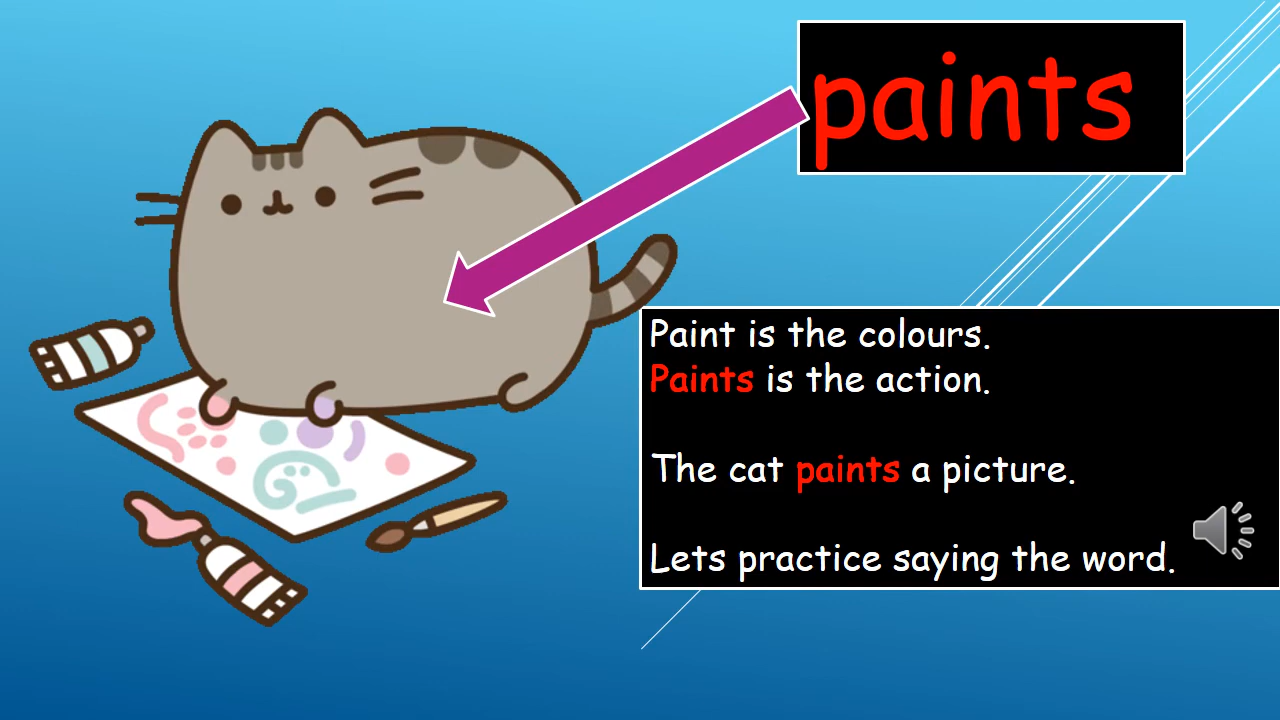 paints
Paint is the colours.
Paints is the action.
The cat paints a picture.
Lets practice saying the word.